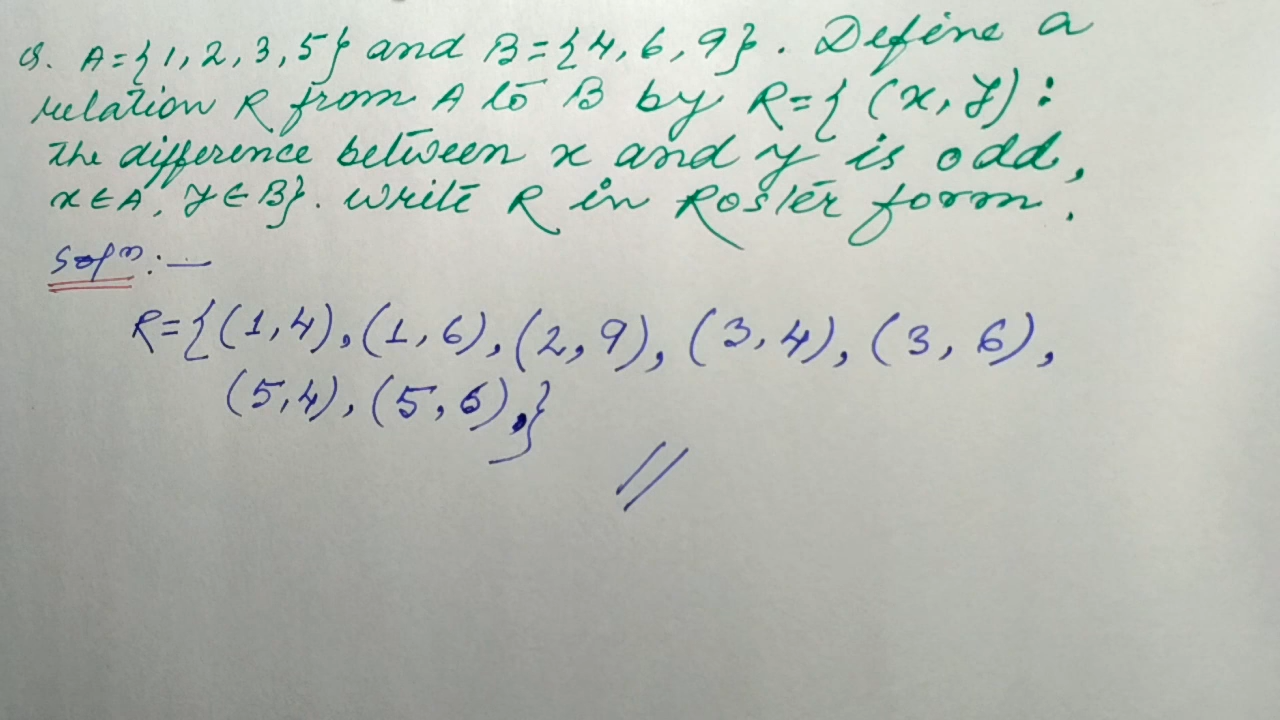 Q. A={1,2,3,5} and B={4,6,9}. Define a
relation R from A to B by R={(x,y):
the difference between x and y is odd,
x∈A, y∈B}. Write R in Roster form.
Solⁿ:—
R={(1,4),(1,6),(2,9),(3,4),(3,6),
(5,4),(5,6),}
//